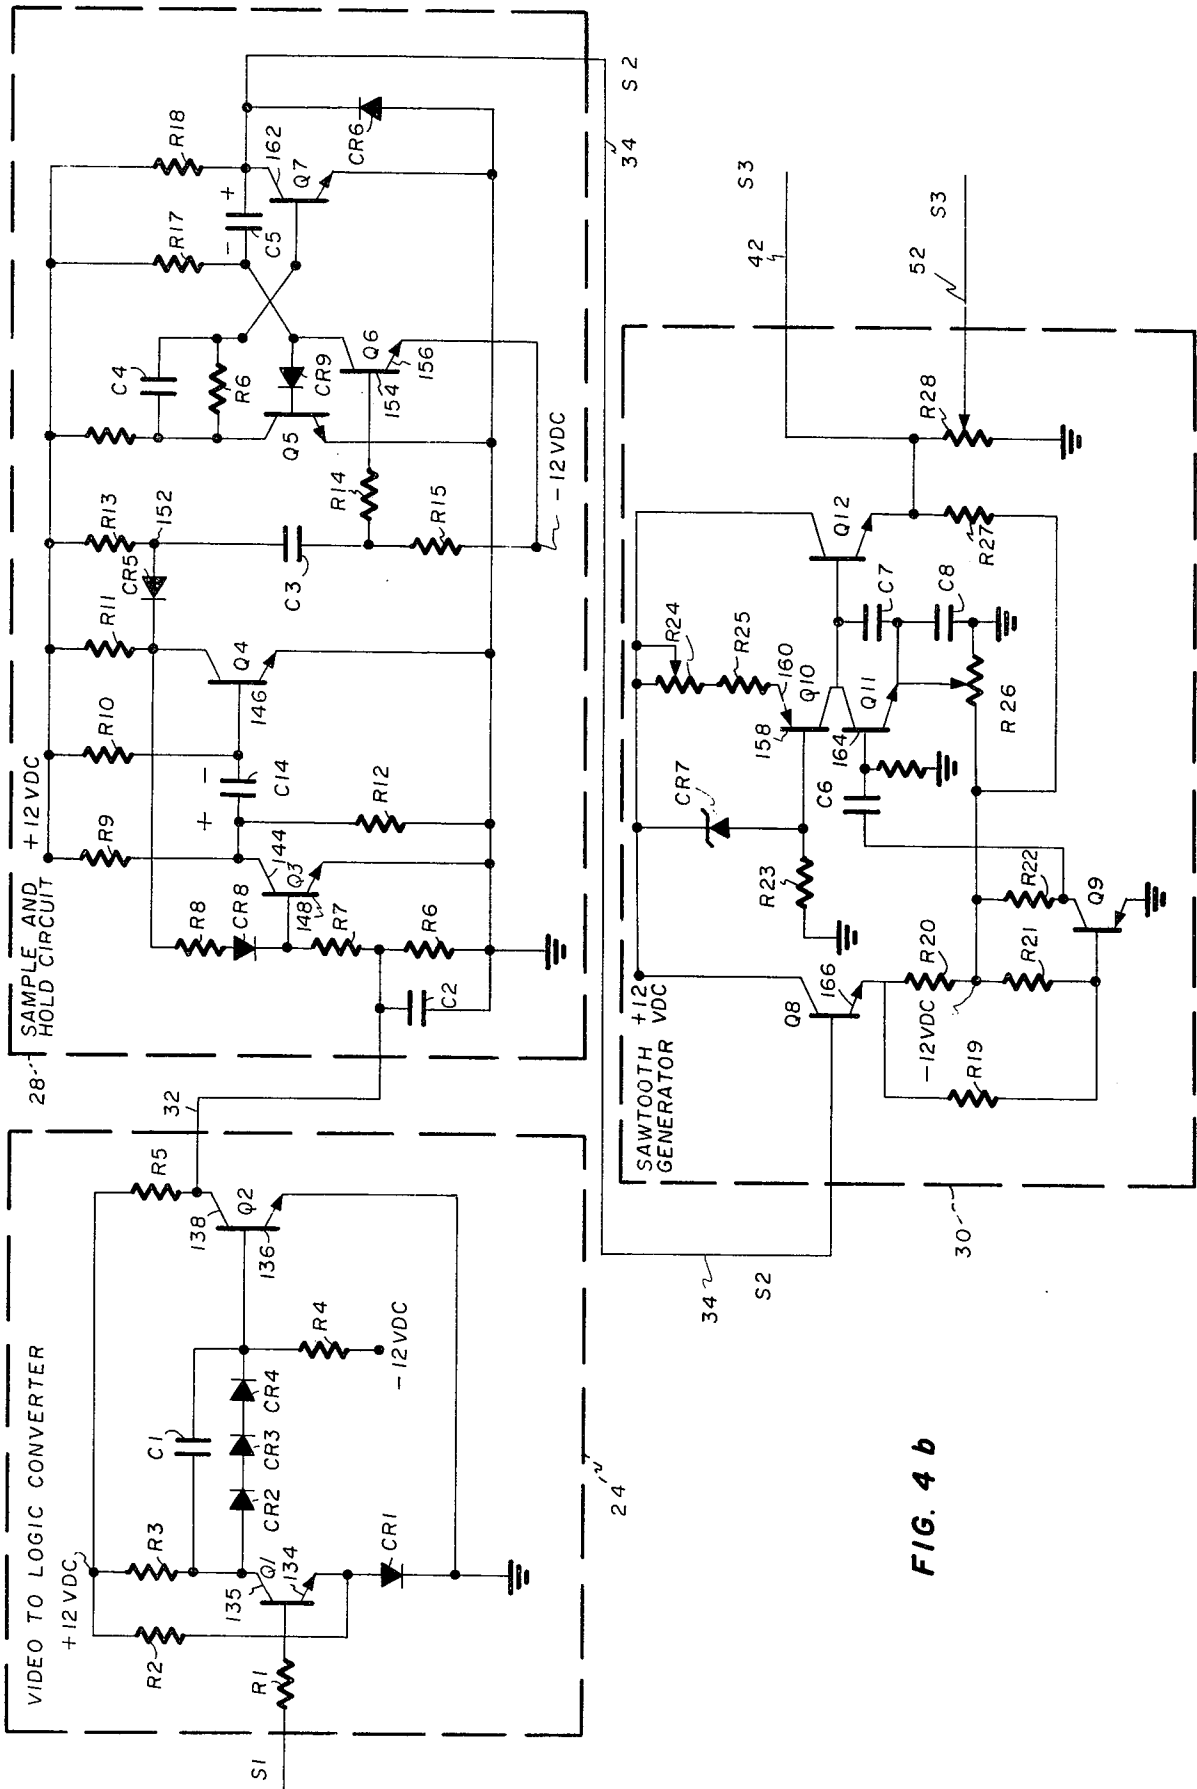 VIDEO TO LOGIC CONVERTER
+12VDC
R2
R3
R5
C1
32
138
Q2
136
135
Q1
134
CR2
CR3
CR4
R1
S1
CR1
R4
-12VDC
24
28
SAMPLE AND
HOLD CIRCUIT
+12VDC
R9
R10
R11
R13
R17
R18
R8
CR8
144
Q3
148
R7
R6
C2
+
-
C14
R12
146
Q4
CR5
152
C3
R14
R15
-12VDC
C4
R6
Q5
CR9
Q6
154
156
-
+
C5
162
Q7
CR6
S2
34
34
S2
SAWTOOTH
GENERATOR
+12
VDC
Q8
166
R20
-12VDC
R19
R21
R22
Q9
R23
CR7
C6
158
160
Q10
164
Q11
R24
R25
R26
C7
C8
Q12
R27
R28
42
S3
52
S3
30
FIG. 4b